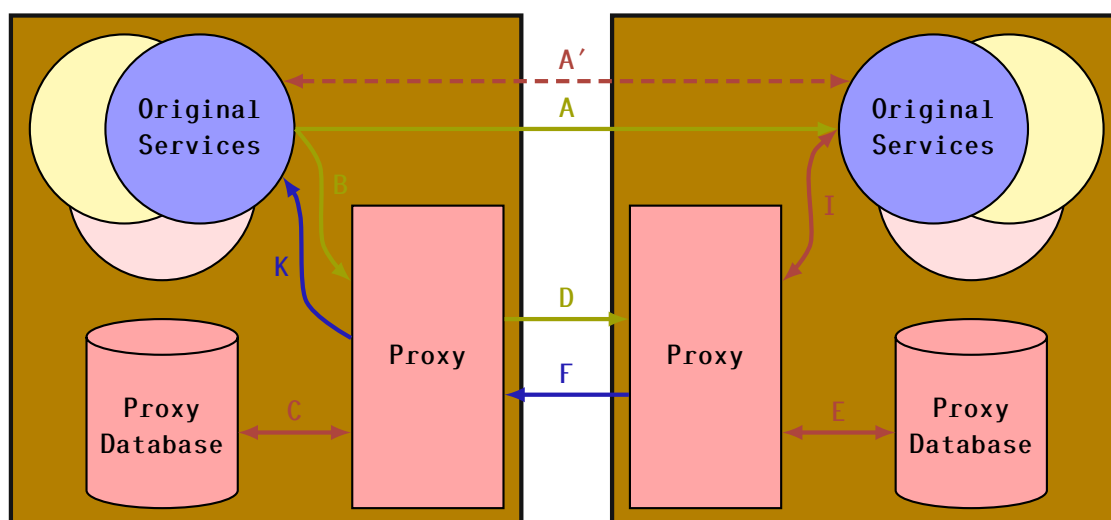 A′
Original
Services
A
Original
Services
B
I
K
D
Proxy
Proxy
F
Proxy
Database
C
E
Proxy
Database